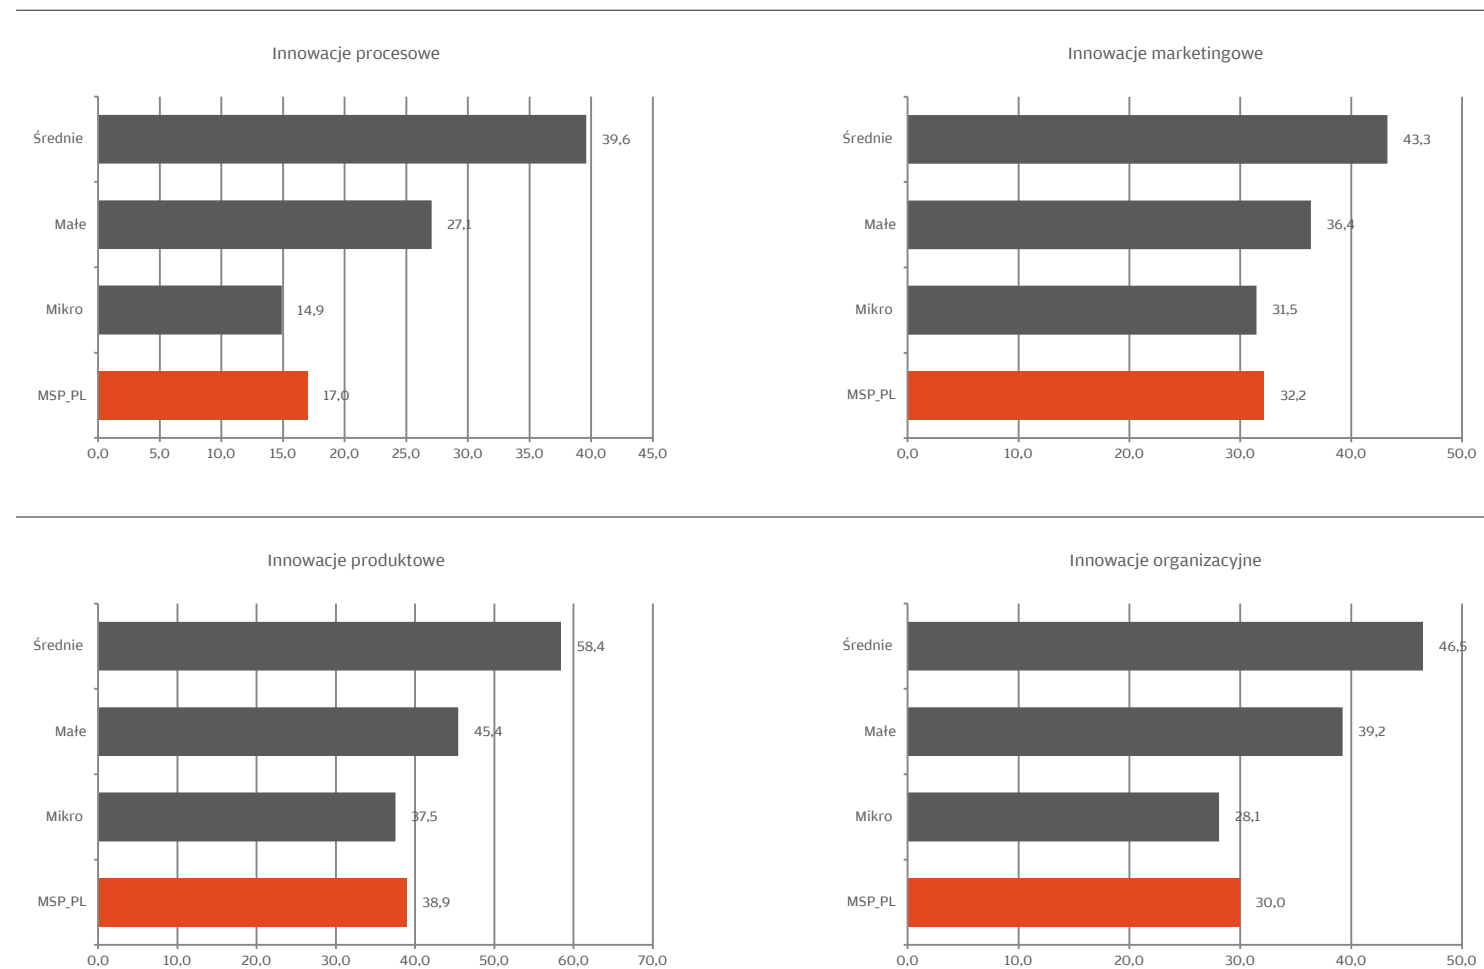 Innowacje procesowe
Średnie 39,6
Małe 27,1
Mikro 14,9
MSP_PL 17,0
0,0 5,0 10,0 15,0 20,0 25,0 30,0 35,0 40,0 45,0
Innowacje marketingowe
Średnie 43,3
Małe 36,4
Mikro 31,5
MSP_PL 32,2
0,0 10,0 20,0 30,0 40,0 50,0
Innowacje produktowe
Średnie 58,4
Małe 45,4
Mikro 37,5
MSP_PL 38,9
0,0 10,0 20,0 30,0 40,0 50,0 60,0 70,0
Innowacje organizacyjne
Średnie 46,5
Małe 39,2
Mikro 28,1
MSP_PL 30,0
0,0 10,0 20,0 30,0 40,0 50,0